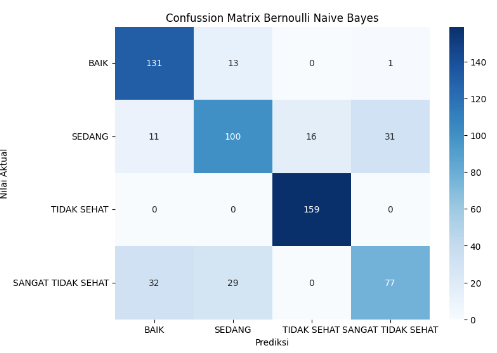 Confussion Matrix Bernoulli Naive Bayes
Nilai Aktual
BAIK 131 13 0 1
SEDANG 11 100 16 31
TIDAK SEHAT 0 0 159 0
SANGAT TIDAK SEHAT 32 29 0 77
BAIK SEDANG TIDAK SEHAT SANGAT TIDAK SEHAT
Prediksi
140
120
100
80
60
40
20
0